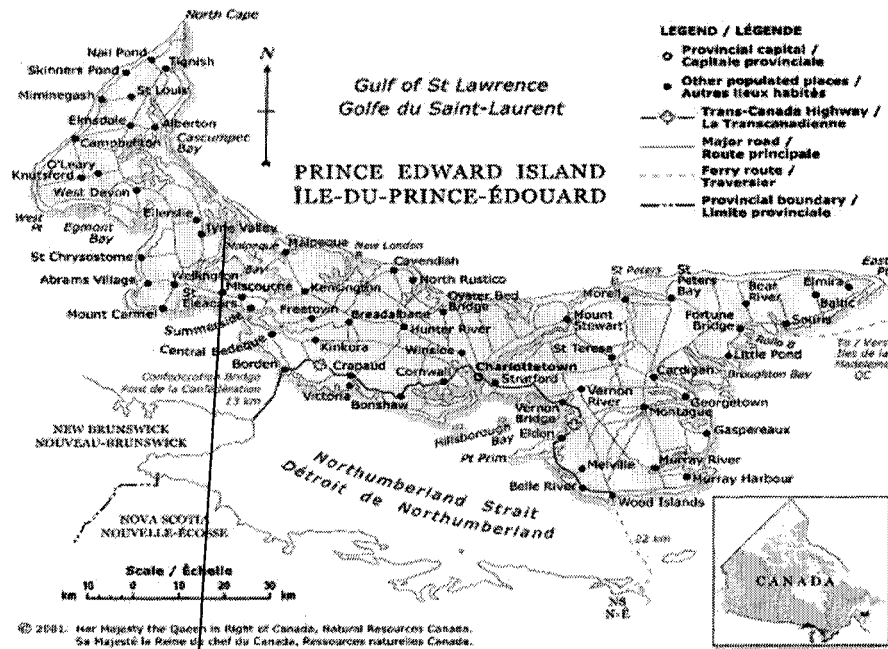 North Cape
Nail Pond
Tignish
Skinners Pond
St Louis
Miminegash
Elmsdale
Alberton
Campbellton
Cascumpec
Bay
O'Leary
Knutsford
West Devon
West
Pt
Egmont
Bay
Ellerslie
Tyne Valley
Malpeque
Bay
Malpeque
New London
St Chrysostome
Abrams Village
Wellington
Miscouche
St
Eleanors
Mount Carmel
Summerside
Central Bedeque
Borden
Kensington
Freetown
Kinkora
Breadalbane
Cavendish
North Rustico
Oyster Bed
Bridge
Hunter River
Winsloe
Crapaud
Victoria
Bonshaw
Cornwall
Charlottetown
Stratford
N
Gulf of St Lawrence
Golfe du Saint-Laurent
PRINCE EDWARD ISLAND
ÎLE-DU-PRINCE-ÉDOUARD
LEGEND / LÉGENDE
Provincial capital /
Capitale provinciale
Other populated places /
Autres lieux habités
Trans-Canada Highway /
La Transcanadienne
Major road /
Route principale
Ferry route /
Traversier
Provincial boundary /
Limite provinciale
St Peters
Morell
St
Peters
Bay
Bear
River
Elmira
East
Baltic
Souris
Fortune
Bridge
Rollo B
Mount
Stewart
St Teresa
Little Pond
Cardigan
Broughton Bay
To / Vers
Îles de la
Madeleine
QC
Vernon
River
Georgetown
Montague
Vernon
Bridge
Gaspereaux
Hillsborough
Bay
Eldon
Pt Prim
Melville
Murray River
Murray Harbour
Belle River
Wood Islands
22 km
Confederation Bridge
Pont de la Confédération
13 km
NEW BRUNSWICK
NOUVEAU-BRUNSWICK
Northumberland Strait
Détroit de Northumberland
NOVA SCOTIA
NOUVELLE-ÉCOSSE
NS
N-É
CANADA
Scale / Échelle
10 0 10 20 30
km km
© 2001. Her Majesty the Queen in Right of Canada, Natural Resources Canada.
Sa Majesté la Reine du chef du Canada, Ressources naturelles Canada.